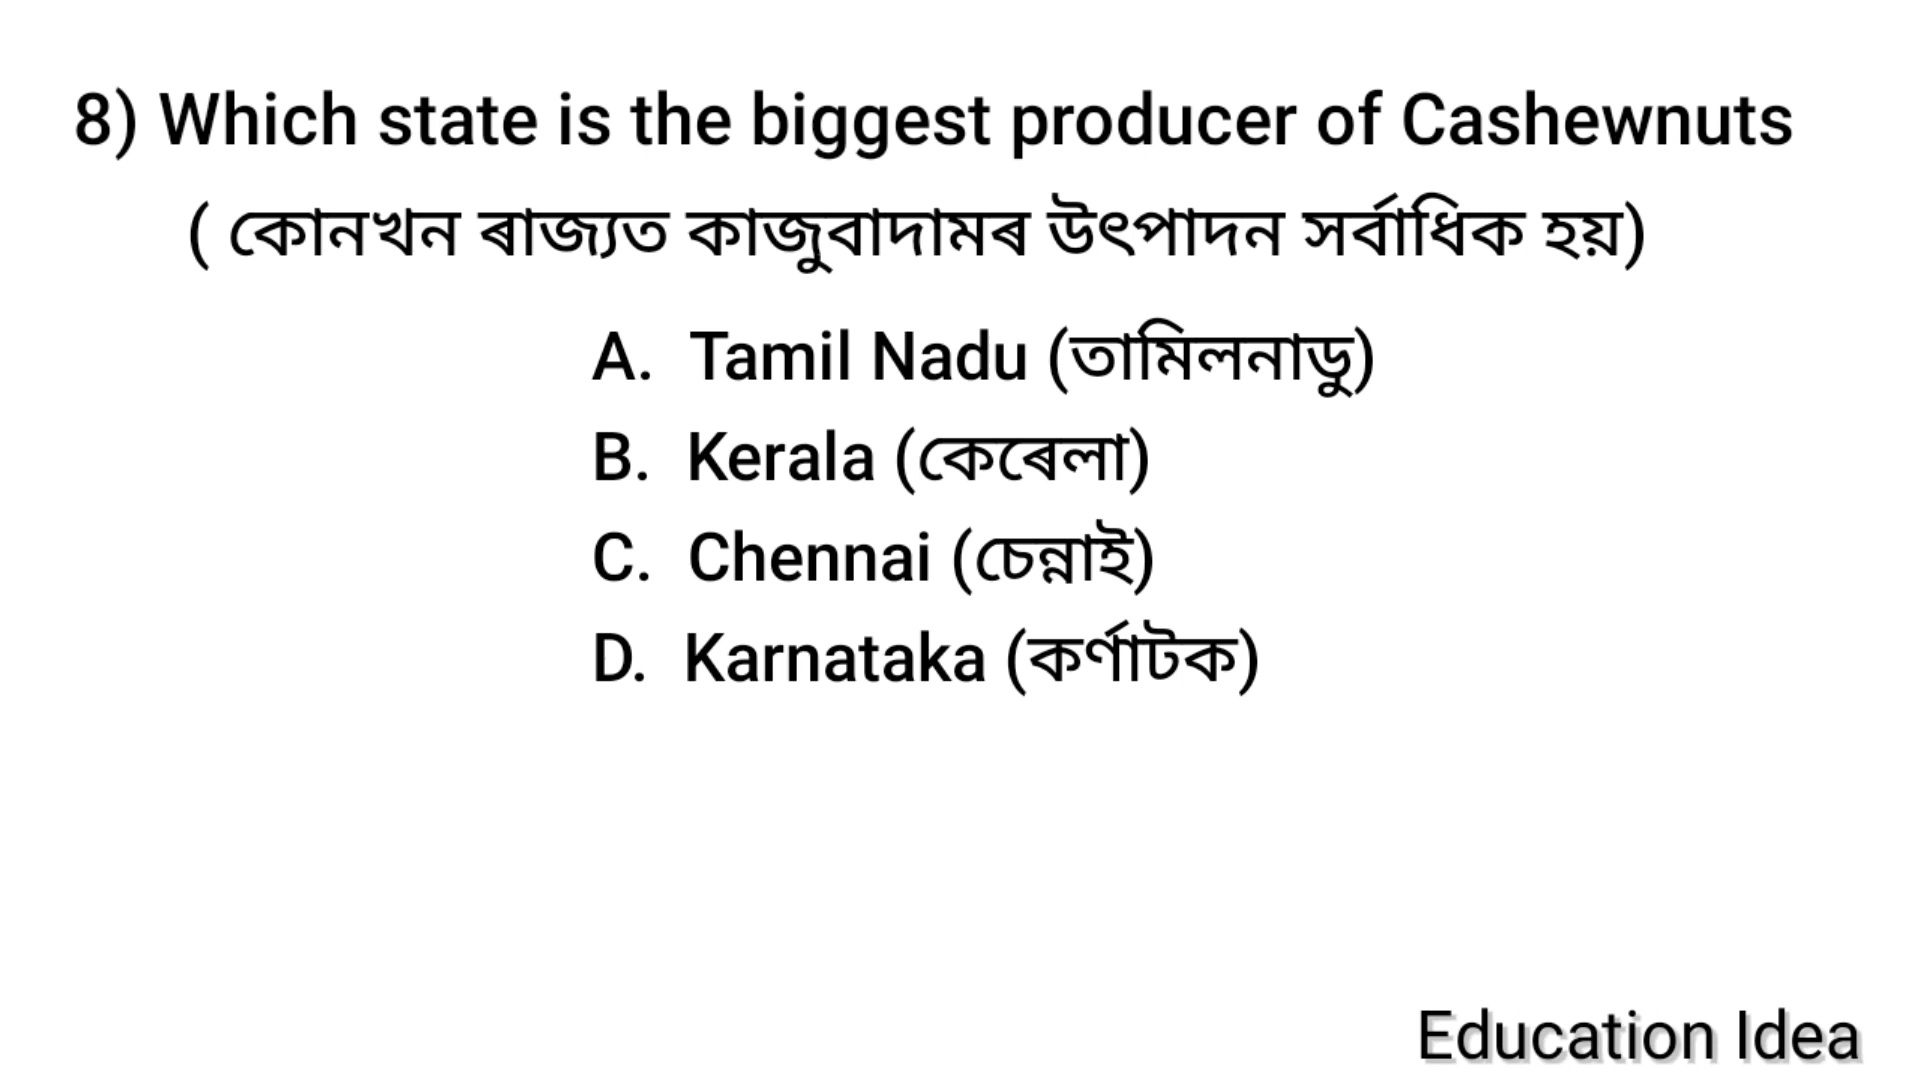 8) Which state is the biggest producer of Cashewnuts
( কোনখন ৰাজ্যত কাজুবাদামৰ উৎপাদন সৰ্বাধিক হয়)
A. Tamil Nadu (তামিলনাডু)
B. Kerala (কেৰেলা)
C. Chennai (চেন্নাই)
D. Karnataka (কৰ্ণাটক)
Education Idea